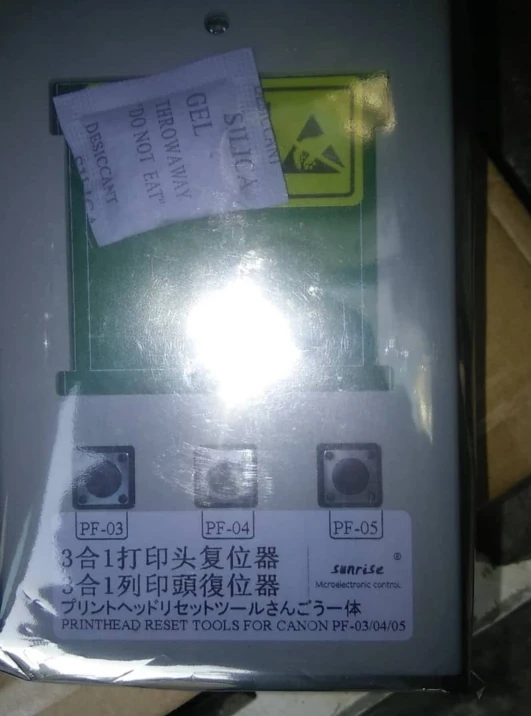 SILICA
GEL
THROWAWAY
"DO NOT EAT"
DESICCANT
PF-03
PF-04
PF-05
3合1打印头复位器
3合1列印頭復位器
プリントヘッドリセットツールさんごう一体
PRINTHEAD RESET TOOLS FOR CANON PF-03/04/05
sunrise ®
Microelectronic control